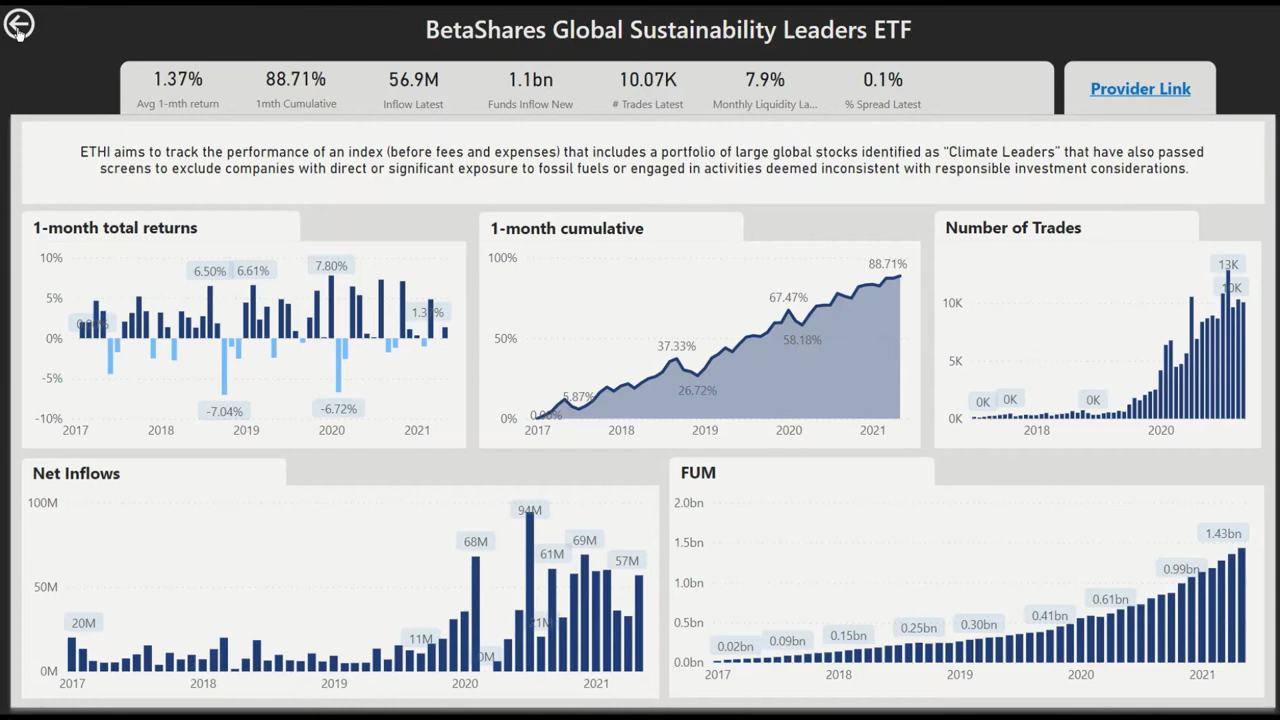 BetaShares Global Sustainability Leaders ETF
1.37% 88.71% 56.9M 1.1bn 10.07K 7.9% 0.1%
Avg 1-mth return 1mth Cumulative Inflow Latest Funds Inflow New # Trades Latest Monthly Liquidity La... % Spread Latest
Provider Link
ETHI aims to track the performance of an index (before fees and expenses) that includes a portfolio of large global stocks identified as “Climate Leaders” that have also passed
screens to exclude companies with direct or significant exposure to fossil fuels or engaged in activities deemed inconsistent with responsible investment considerations.
1-month total returns
10%
7.80%
6.50% 6.61%
5%
1.37%
0.00%
0%
-5%
-7.04% -6.72%
-10%
2017 2018 2019 2020 2021
1-month cumulative
100%
88.71%
67.47%
50%
58.18%
37.33%
26.72%
5.87%
0.00%
0%
2017 2018 2019 2020 2021
Number of Trades
13K
10K
10K
5K
0K 0K 0K
0K
2018 2020
Net Inflows
100M
94M
68M 61M 69M 57M
50M
20M 11M 21M
0M
0M
2017 2018 2019 2020 2021
FUM
2.0bn
1.43bn
1.5bn
1.0bn 0.99bn
0.5bn 0.61bn
0.02bn 0.09bn 0.15bn 0.25bn 0.30bn 0.41bn
0.0bn
2017 2018 2019 2020 2021